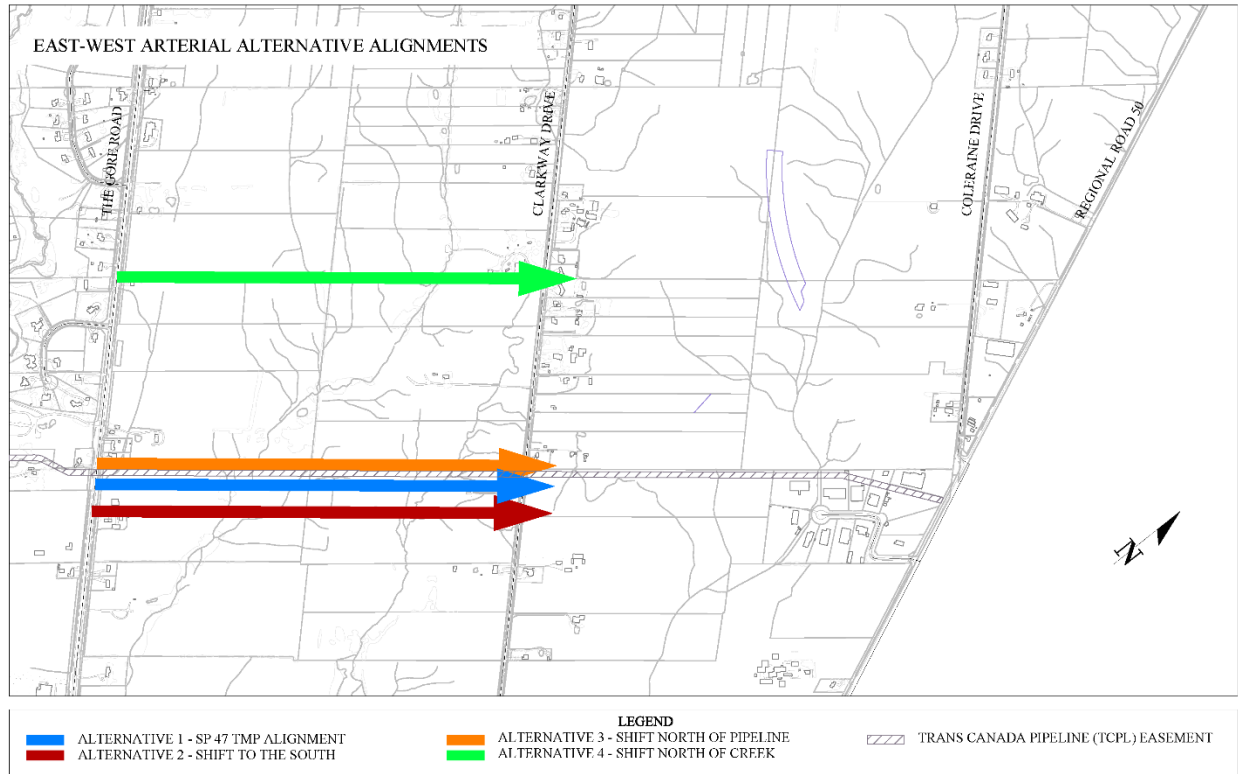 EAST-WEST ARTERIAL ALTERNATIVE ALIGNMENTS
THE GORE ROAD
CLARKWAY DRIVE
COLERAINE DRIVE
REGIONAL ROAD 50
N
LEGEND
ALTERNATIVE 1 - SP 47 TMP ALIGNMENT
ALTERNATIVE 2 - SHIFT TO THE SOUTH
ALTERNATIVE 3 - SHIFT NORTH OF PIPELINE
ALTERNATIVE 4 - SHIFT NORTH OF CREEK
TRANS CANADA PIPELINE (TCPL) EASEMENT